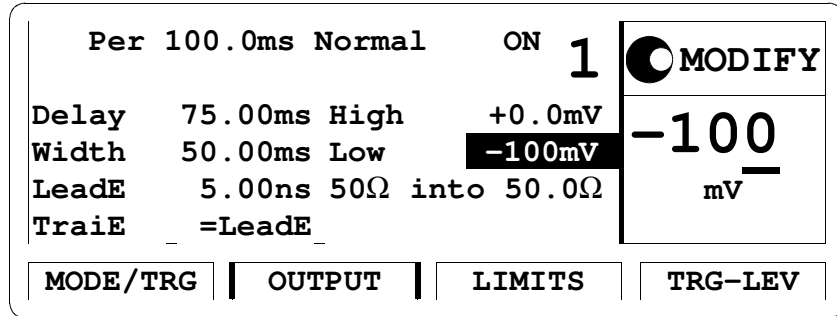 Per 100.0ms Normal ON 1 MODIFY
Delay 75.00ms High +0.0mV
Width 50.00ms Low −100mV −100
LeadE 5.00ns 50Ω into 50.0Ω mV
TraiE =LeadE
MODE/TRG OUTPUT LIMITS TRG−LEV